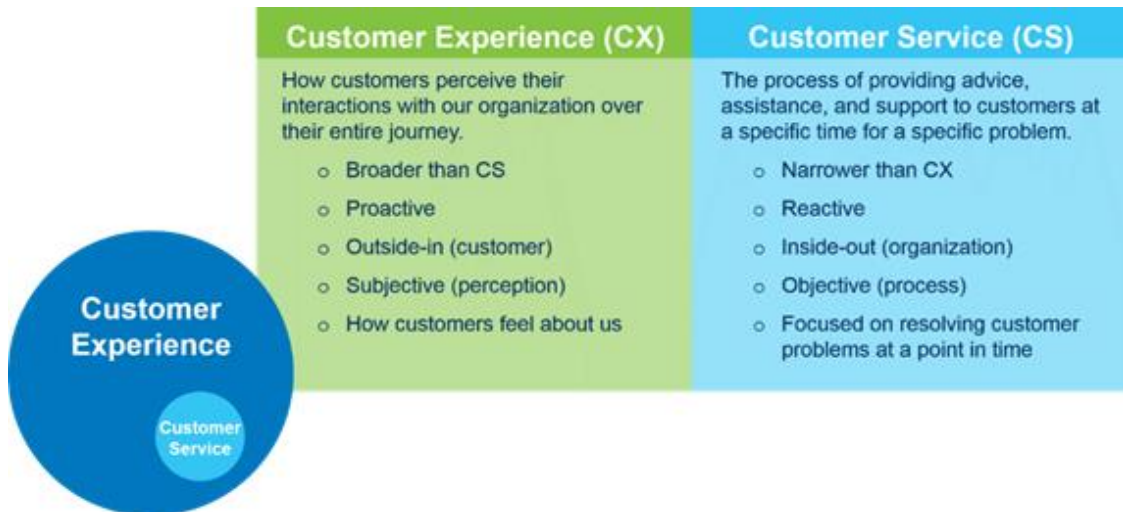 Customer Experience (CX)
How customers perceive their
interactions with our organization over
their entire journey.
o Broader than CS
o Proactive
o Outside-in (customer)
o Subjective (perception)
o How customers feel about us
Customer Service (CS)
The process of providing advice,
assistance, and support to customers at
a specific time for a specific problem.
o Narrower than CX
o Reactive
o Inside-out (organization)
o Objective (process)
o Focused on resolving customer
problems at a point in time
Customer
Experience
Customer
Service